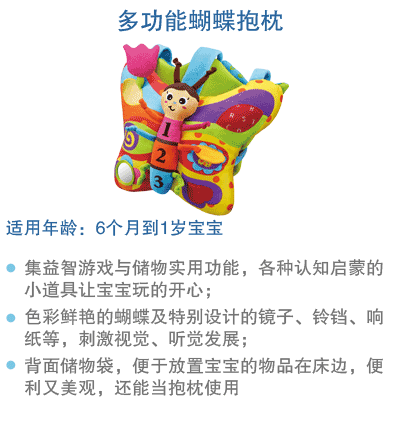 多功能蝴蝶抱枕
1
2
3
适用年龄：6个月到1岁宝宝
集益智游戏与储物实用功能，各种认知启蒙的
小道具让宝宝玩的开心；
色彩鲜艳的蝴蝶及特别设计的镜子、铃铛、响
纸等，刺激视觉、听觉发展；
背面储物袋，便于放置宝宝的物品在床边，便
利又美观，还能当抱枕使用